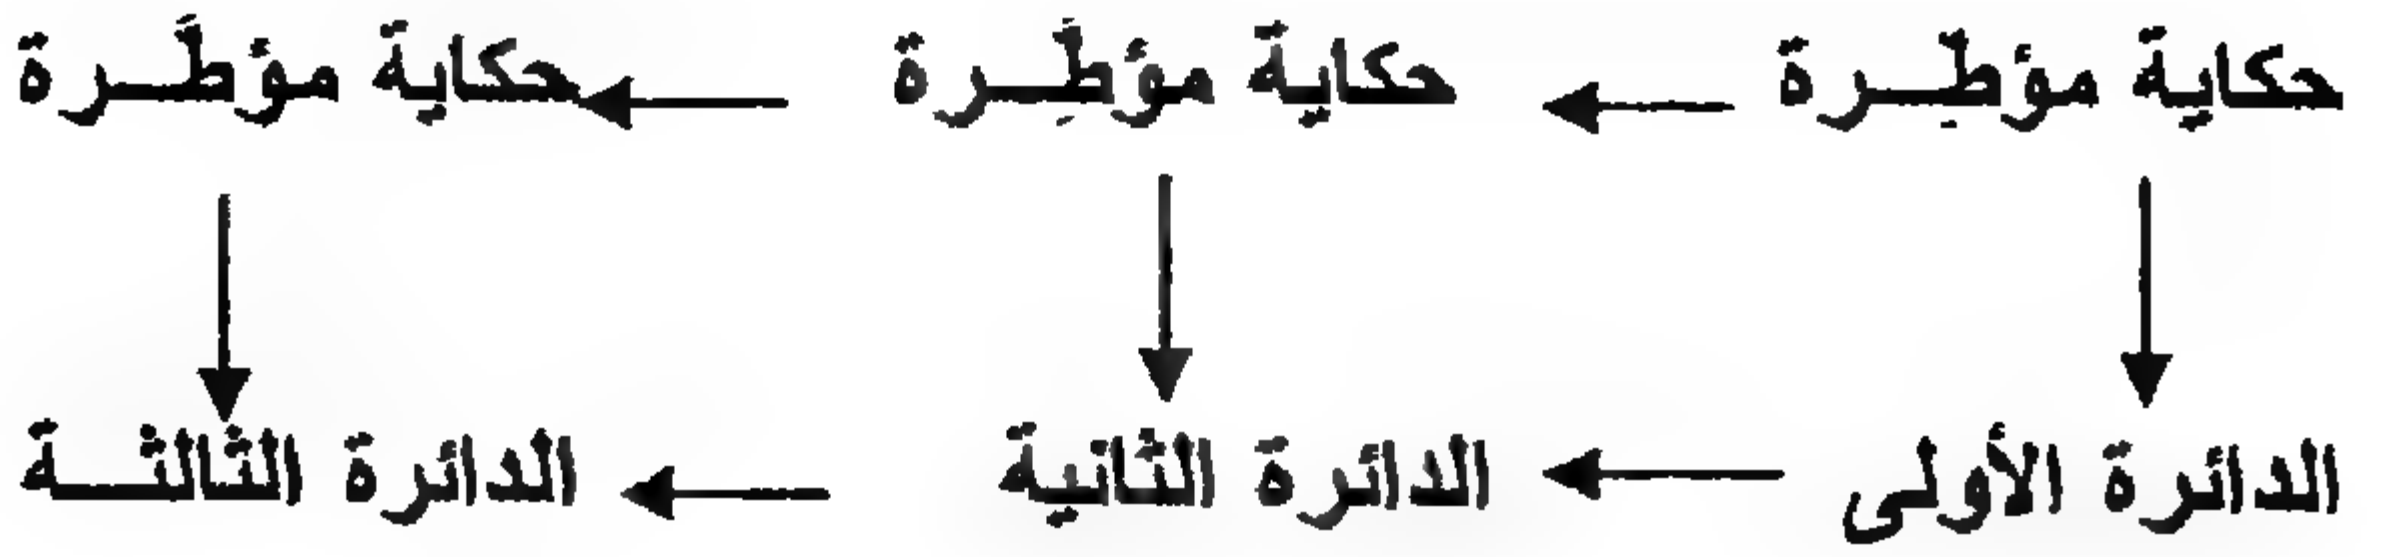 حكاية مؤطِّرة حكاية مؤطَِّرة حكاية مؤطَّرة
الدائرة الأولى الدائرة الثانية الدائرة الثالثة